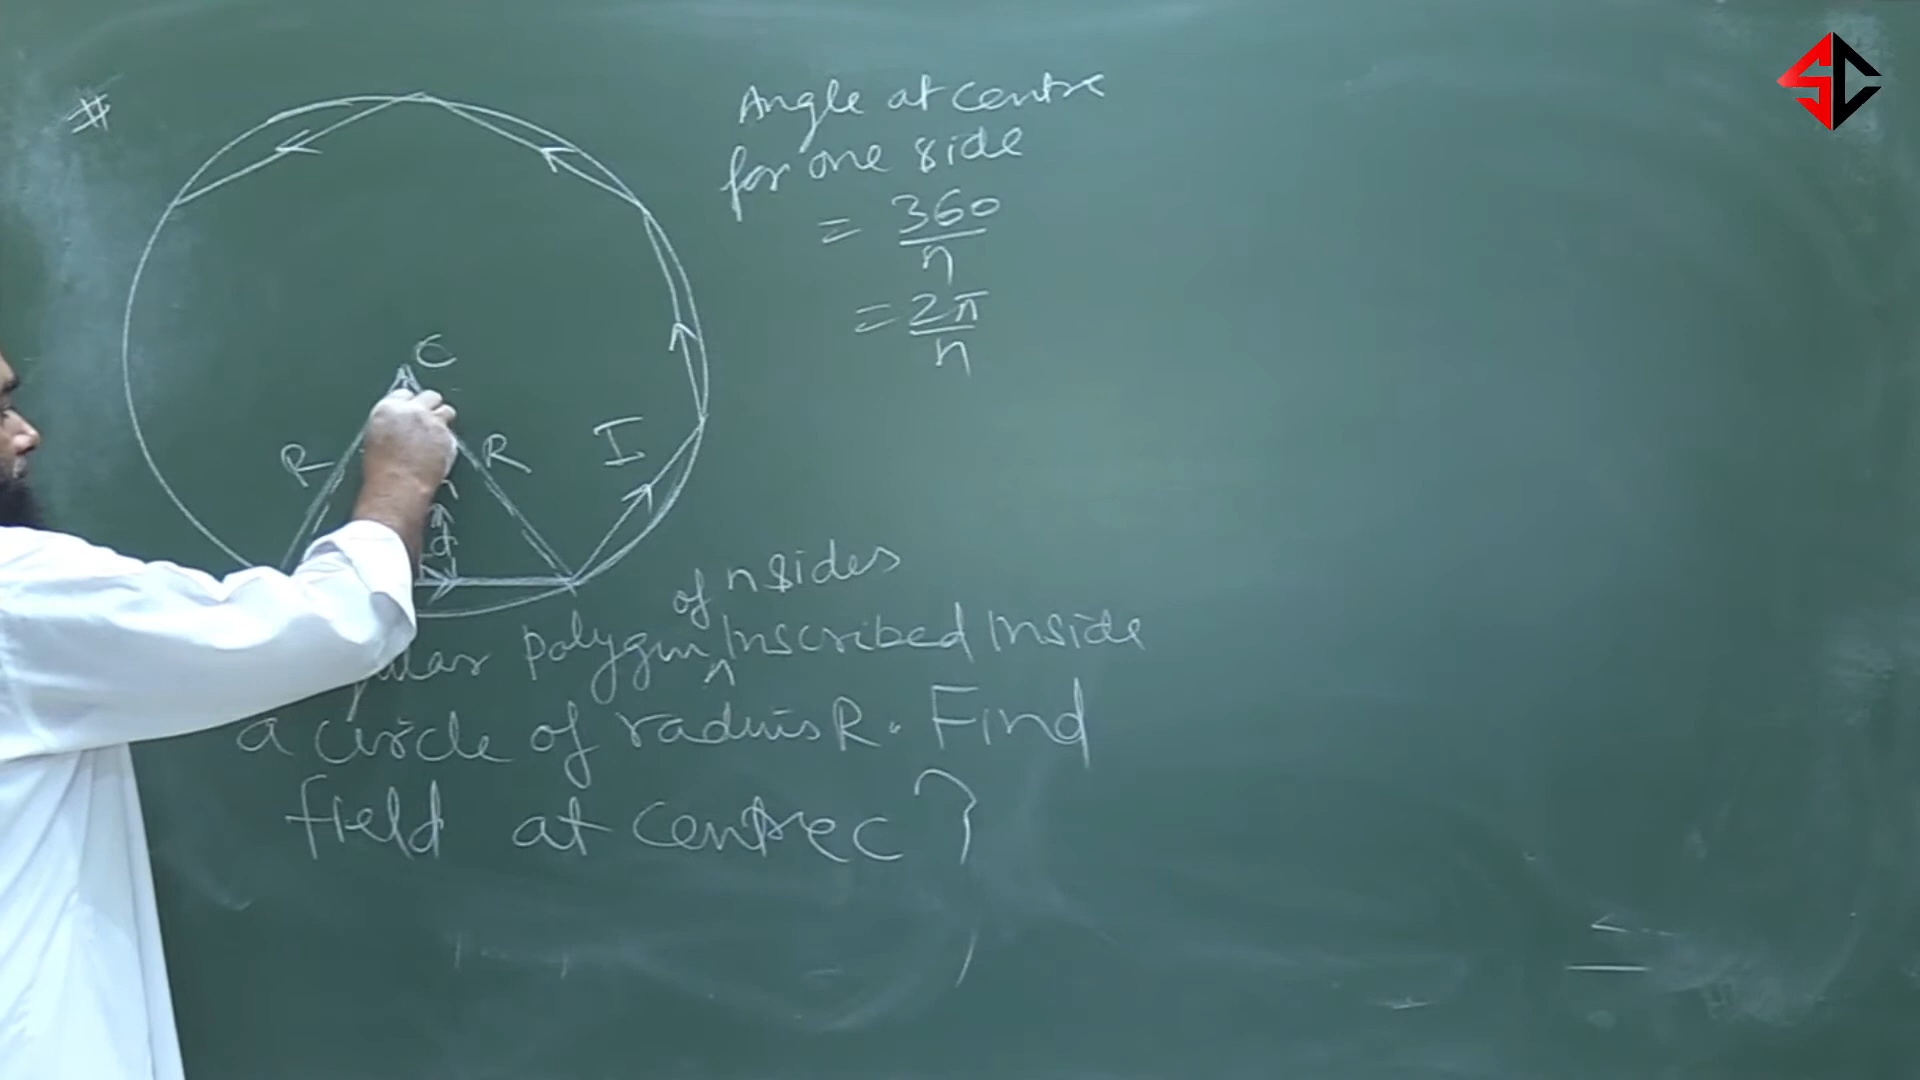 #
Angle at centre
for one side
= 360/n
= 2π/n
C
R
R
I
d
of n sides
polygon ^ Inscribed Inside
a circle of radius R. Find
field at centre C ?
SC